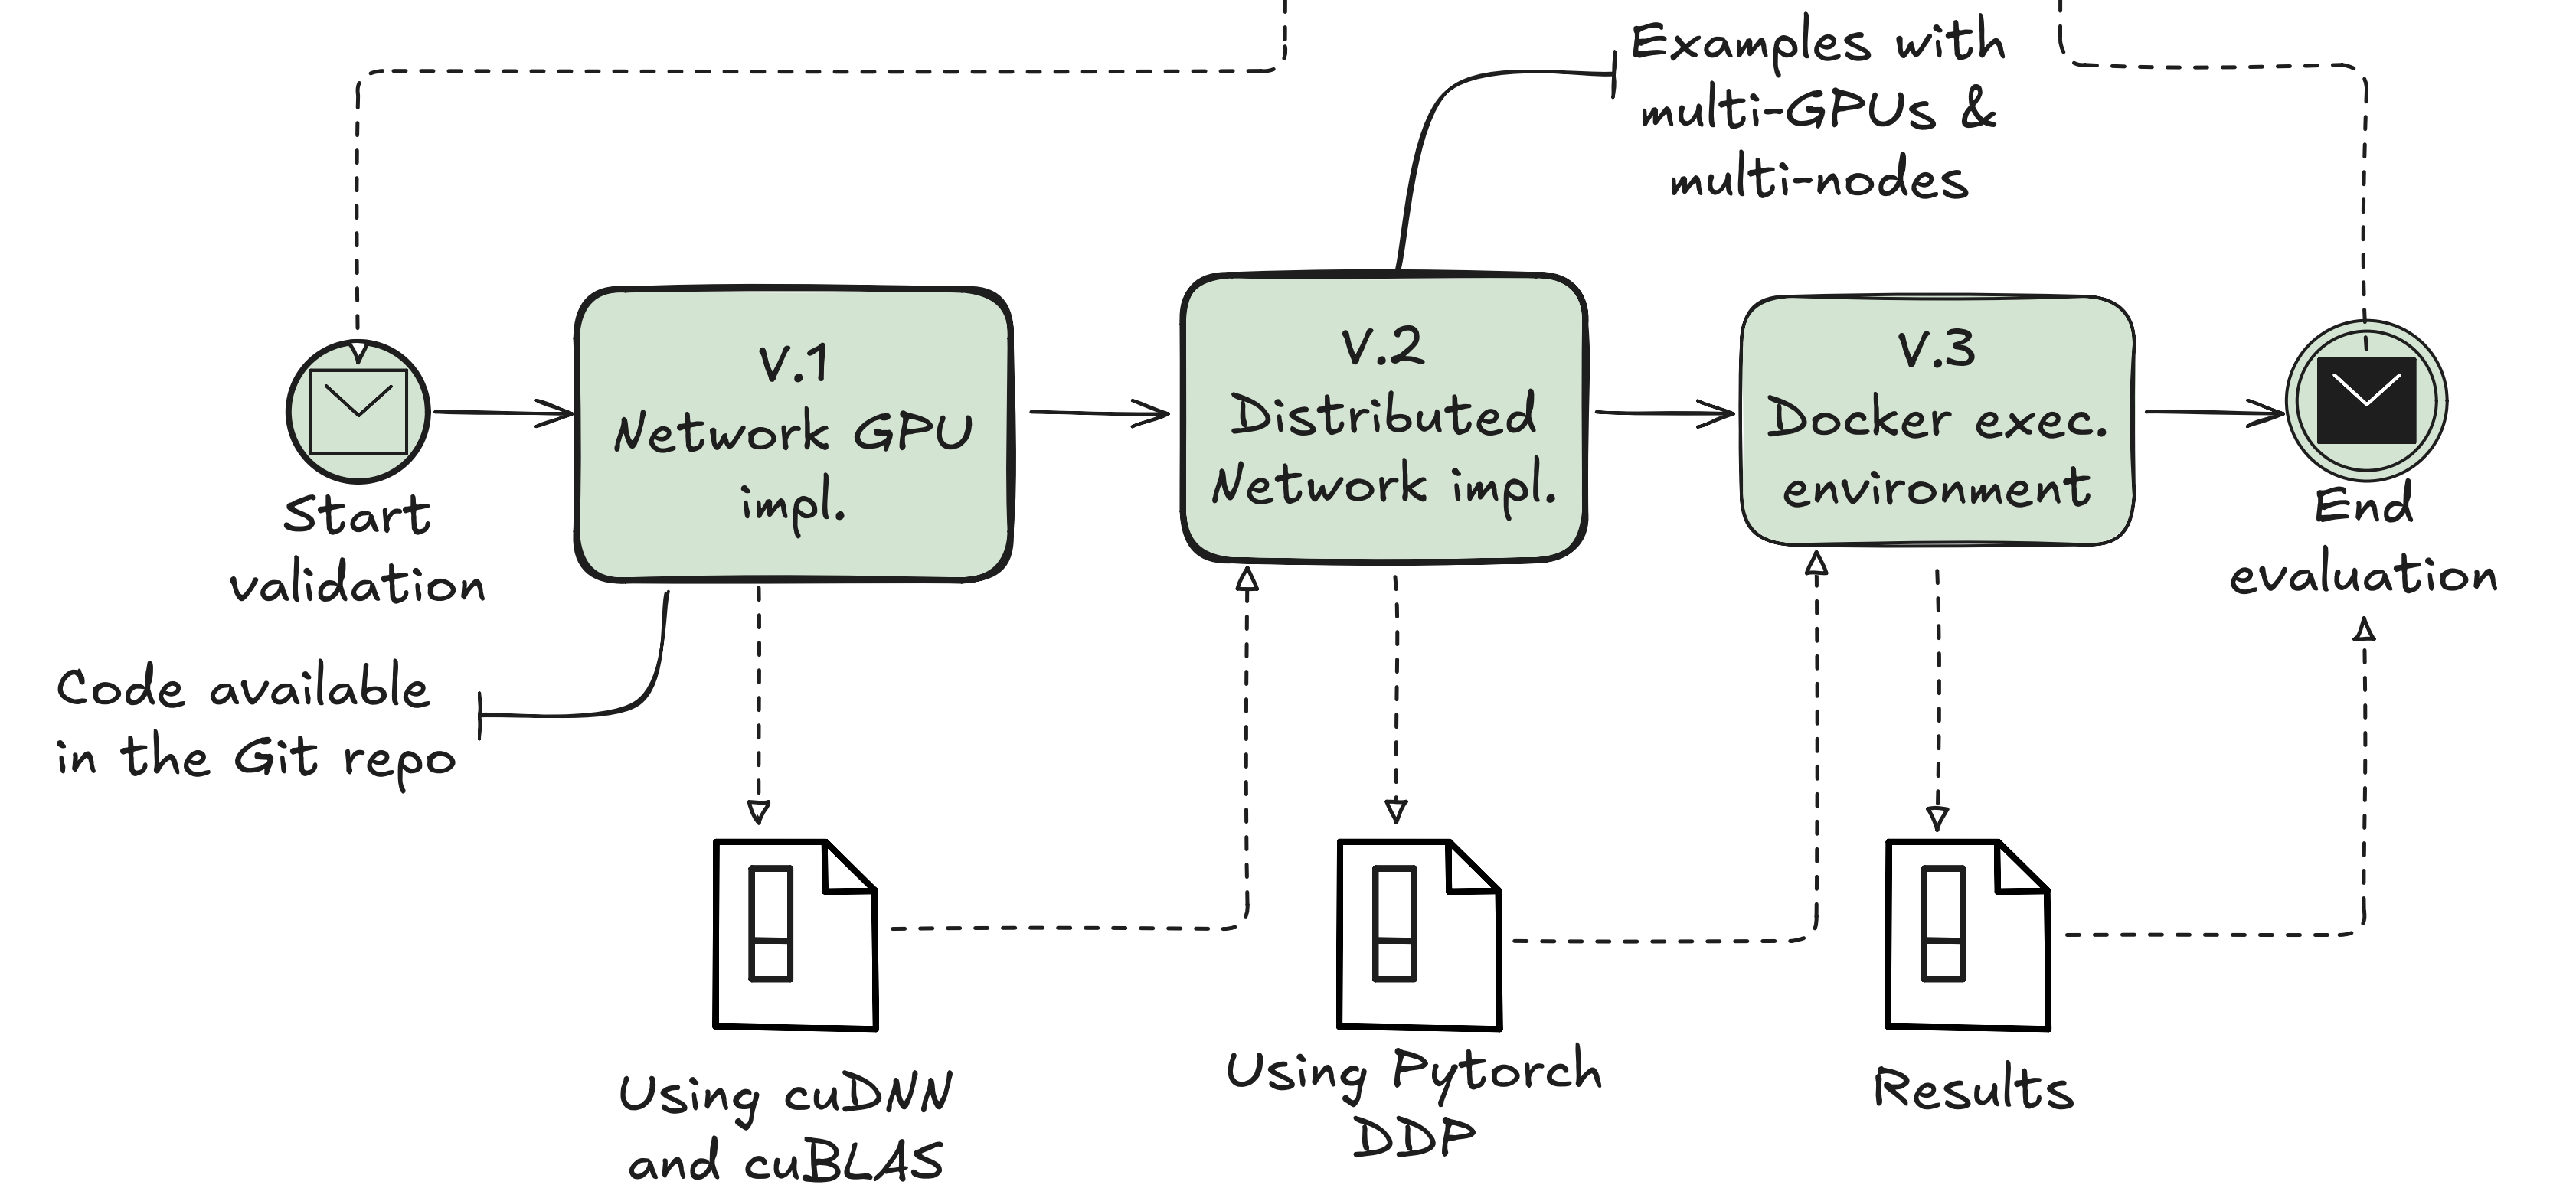 Examples with
multi-GPUs &
multi-nodes
V.1
Network GPU
impl.
V.2
Distributed
Network impl.
V.3
Docker exec.
environment
Start
validation
End
evaluation
Code available
in the Git repo
Using cuDNN
and cuBLAS
Using Pytorch
DDP
Results